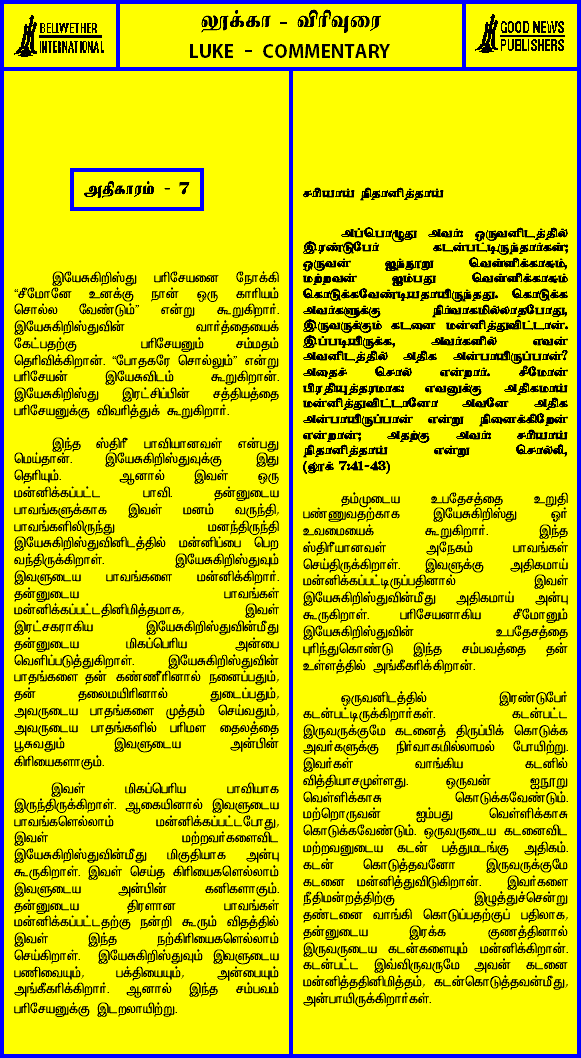 BELLWETHER
INTERNATIONAL
லூக்கா - விரிவுரை
LUKE - COMMENTARY
GOOD NEWS
PUBLISHERS
அதிகாரம் - 7
இயேசுகிறிஸ்து பரிசேயனை நோக்கி
“சீமோனே உனக்கு நான் ஒரு காரியம்
சொல்ல வேண்டும்” என்று கூறுகிறார்.
இயேசுகிறிஸ்துவின் வார்த்தையைக்
கேட்பதற்கு பரிசேயனும் சம்மதம்
தெரிவிக்கிறான். “போதகரே சொல்லும்” என்று
பரிசேயன் இயேசுவிடம் கூறுகிறான்.
இயேசுகிறிஸ்து இரட்சிப்பின் சத்தியத்தை
பரிசேயனுக்கு விவரித்துக் கூறுகிறார்.
இந்த ஸ்திரீ பாவியானவள் என்பது
மெய்தான். இயேசுகிறிஸ்துவுக்கு இது
தெரியும். ஆனால் இவள் ஒரு
மன்னிக்கப்பட்ட பாவி. தன்னுடைய
பாவங்களுக்காக இவள் மனம் வருந்தி,
பாவங்களிலிருந்து மனந்திருந்தி
இயேசுகிறிஸ்துவினிடத்தில் மன்னிப்பை பெற
வந்திருக்கிறாள். இயேசுகிறிஸ்துவும்
இவளுடைய பாவங்களை மன்னிக்கிறார்.
தன்னுடைய பாவங்கள்
மன்னிக்கப்பட்டதினிமித்தமாக, இவள்
இரட்சகராகிய இயேசுகிறிஸ்துவின்மீது
தன்னுடைய மிகப்பெரிய அன்பை
வெளிப்படுத்துகிறாள். இயேசுகிறிஸ்துவின்
பாதங்களை தன் கண்ணீரினால் நனைப்பதும்,
தன் தலைமயிரினால் துடைப்பதும்,
அவருடைய பாதங்களை முத்தம் செய்வதும்,
அவருடைய பாதங்களில் பரிமள தைலத்தை
பூசுவதும் இவளுடைய அன்பின்
கிரியைகளாகும்.
இவள் மிகப்பெரிய பாவியாக
இருந்திருக்கிறாள். ஆகையினால் இவளுடைய
பாவங்களெல்லாம் மன்னிக்கப்பட்டபோது,
இவள் மற்றவர்களைவிட
இயேசுகிறிஸ்துவின்மீது மிகுதியாக அன்பு
கூருகிறாள். இவள் செய்த கிரியைகளெல்லாம்
இவளுடைய அன்பின் கனிகளாகும்.
தன்னுடைய திரளான பாவங்கள்
மன்னிக்கப்பட்டதற்கு நன்றி கூரும் விதத்தில்
இவள் இந்த நற்கிரியைகளெல்லாம்
செய்கிறாள். இயேசுகிறிஸ்துவும் இவளுடைய
பணிவையும், பக்தியையும், அன்பையும்
அங்கீகரிக்கிறார். ஆனால் இந்த சம்பவம்
பரிசேயனுக்கு இடறலாயிற்று.
சரியாய் நிதானித்தாய்
அப்பொழுது அவர்: ஒருவனிடத்தில்
இரண்டுபேர் கடன்பட்டிருந்தார்கள்;
ஒருவன் ஐந்நூறு வெள்ளிக்காசும்,
மற்றவன் ஐம்பது வெள்ளிக்காசும்
கொடுக்கவேண்டியதாயிருந்தது. கொடுக்க
அவர்களுக்கு நிர்வாகமில்லாதபோது,
இருவருக்கும் கடனை மன்னித்துவிட்டான்.
இப்படியிருக்க, அவர்களில் எவன்
அவனிடத்தில் அதிக அன்பாயிருப்பான்?
அதைச் சொல் என்றார். சீமோன்
பிரதியுத்தரமாக: எவனுக்கு அதிகமாய்
மன்னித்துவிட்டானோ அவனே அதிக
அன்பாயிருப்பான் என்று நினைக்கிறேன்
என்றான்; அதற்கு அவர்: சரியாய்
நிதானித்தாய் என்று சொல்லி,
(லூக் 7:41-43)
தம்முடைய உபதேசத்தை உறுதி
பண்ணுவதற்காக இயேசுகிறிஸ்து ஓர்
உவமையைக் கூறுகிறார். இந்த
ஸ்திரீயானவள் அநேகம் பாவங்கள்
செய்திருக்கிறாள். இவளுக்கு அதிகமாய்
மன்னிக்கப்பட்டிருப்பதினால் இவள்
இயேசுகிறிஸ்துவின்மீது அதிகமாய் அன்பு
கூருகிறாள். பரிசேயனாகிய சீமோனும்
இயேசுகிறிஸ்துவின் உபதேசத்தை
புரிந்துகொண்டு இந்த சம்பவத்தை தன்
உள்ளத்தில் அங்கீகரிக்கிறான்.
ஒருவனிடத்தில் இரண்டுபேர்
கடன்பட்டிருக்கிறார்கள். கடன்பட்ட
இருவருக்குமே கடனைத் திருப்பிக் கொடுக்க
அவர்களுக்கு நிர்வாகமில்லாமல் போயிற்று.
இவர்கள் வாங்கிய கடனில்
வித்தியாசமுள்ளது. ஒருவன் ஐநூறு
வெள்ளிக்காசு கொடுக்கவேண்டும்.
மற்றொருவன் ஐம்பது வெள்ளிக்காசு
கொடுக்கவேண்டும். ஒருவருடைய கடனைவிட
மற்றவனுடைய கடன் பத்துமடங்கு அதிகம்.
கடன் கொடுத்தவனோ இருவருக்குமே
கடனை மன்னித்துவிடுகிறான். இவர்களை
நீதிமன்றத்திற்கு இழுத்துச்சென்று
தண்டனை வாங்கி கொடுப்பதற்குப் பதிலாக,
தன்னுடைய இரக்க குணத்தினால்
இருவருடைய கடன்களையும் மன்னிக்கிறான்.
கடன்பட்ட இவ்விருவருமே அவன் கடனை
மன்னித்ததினிமித்தம், கடன்கொடுத்தவன்மீது,
அன்பாயிருக்கிறார்கள்.